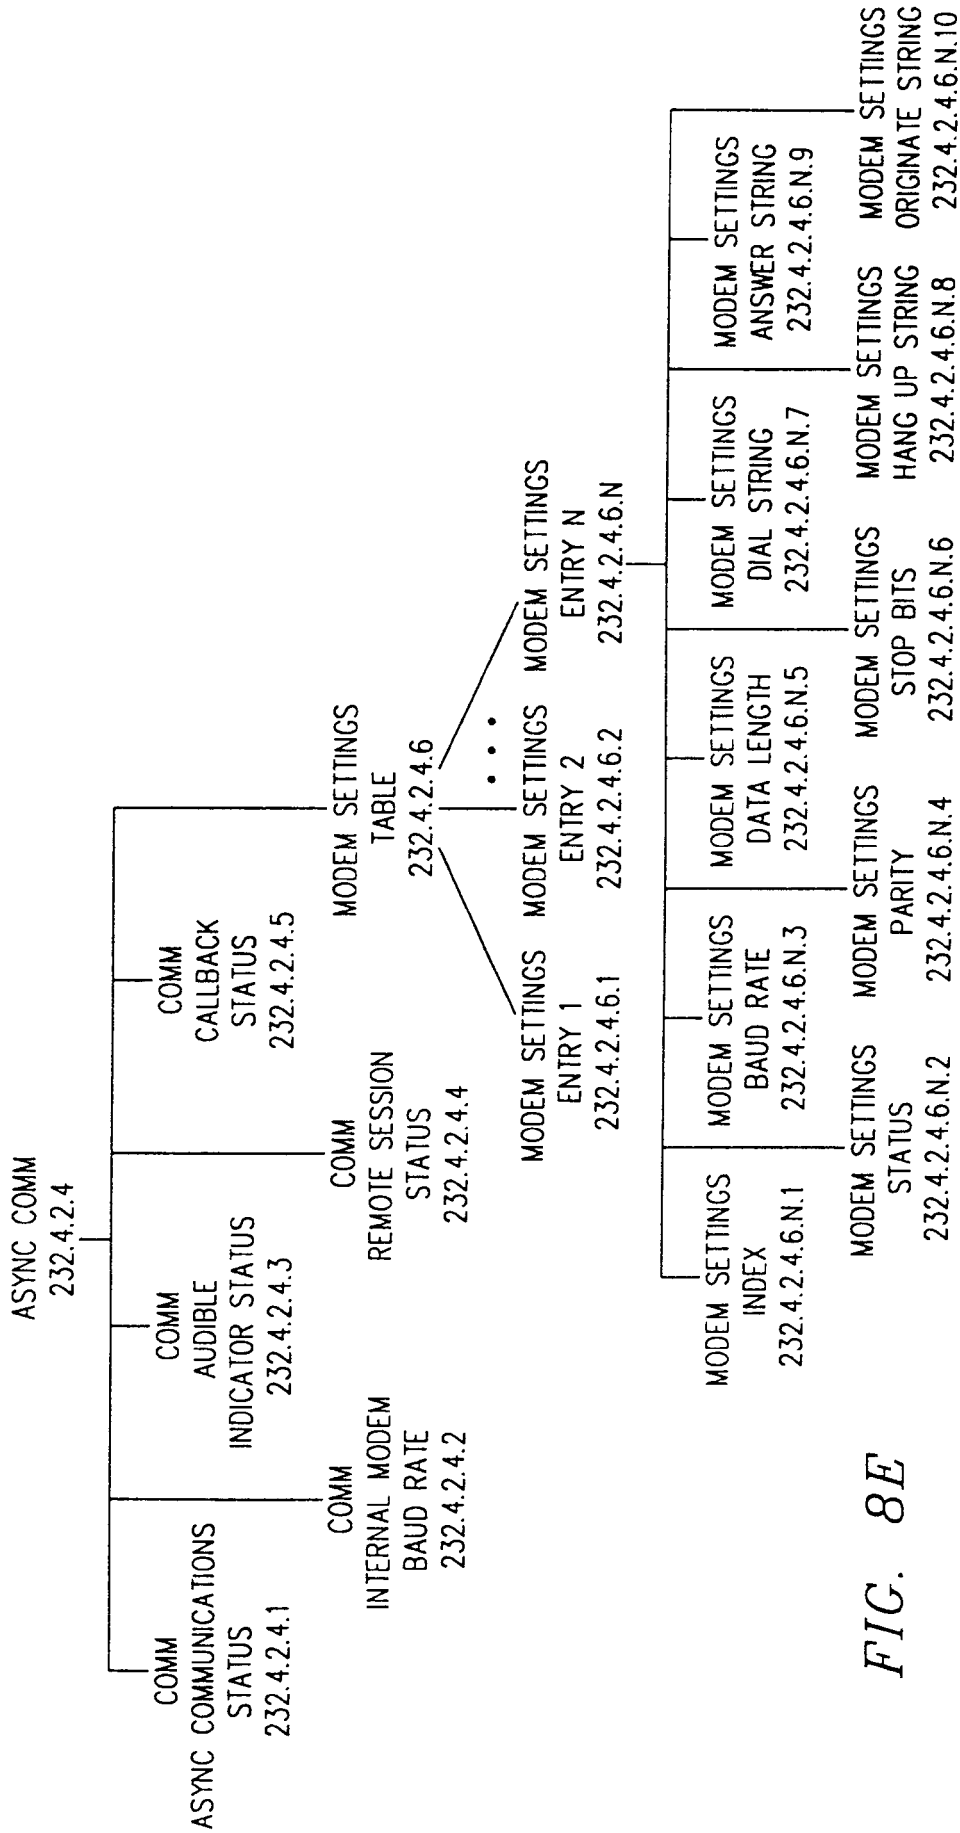 ASYNC COMM
232.4.2.4
COMM
ASYNC COMMUNICATIONS
STATUS
232.4.2.4.1
COMM
INTERNAL MODEM
BAUD RATE
232.4.2.4.2
COMM
AUDIBLE
INDICATOR STATUS
232.4.2.4.3
COMM
REMOTE SESSION
STATUS
232.4.2.4.4
COMM
CALLBACK
STATUS
232.4.2.4.5
MODEM SETTINGS
TABLE
232.4.2.4.6
MODEM SETTINGS
ENTRY 1
232.4.2.4.6.1
MODEM SETTINGS
ENTRY 2
232.4.2.4.6.2
• • •
MODEM SETTINGS
ENTRY N
232.4.2.4.6.N
MODEM SETTINGS
INDEX
232.4.2.4.6.N.1
MODEM SETTINGS
STATUS
232.4.2.4.6.N.2
MODEM SETTINGS
BAUD RATE
232.4.2.4.6.N.3
MODEM SETTINGS
PARITY
232.4.2.4.6.N.4
MODEM SETTINGS
DATA LENGTH
232.4.2.4.6.N.5
MODEM SETTINGS
STOP BITS
232.4.2.4.6.N.6
MODEM SETTINGS
DIAL STRING
232.4.2.4.6.N.7
MODEM SETTINGS
HANG UP STRING
232.4.2.4.6.N.8
MODEM SETTINGS
ANSWER STRING
232.4.2.4.6.N.9
MODEM SETTINGS
ORIGINATE STRING
232.4.2.4.6.N.10
FIG. 8E